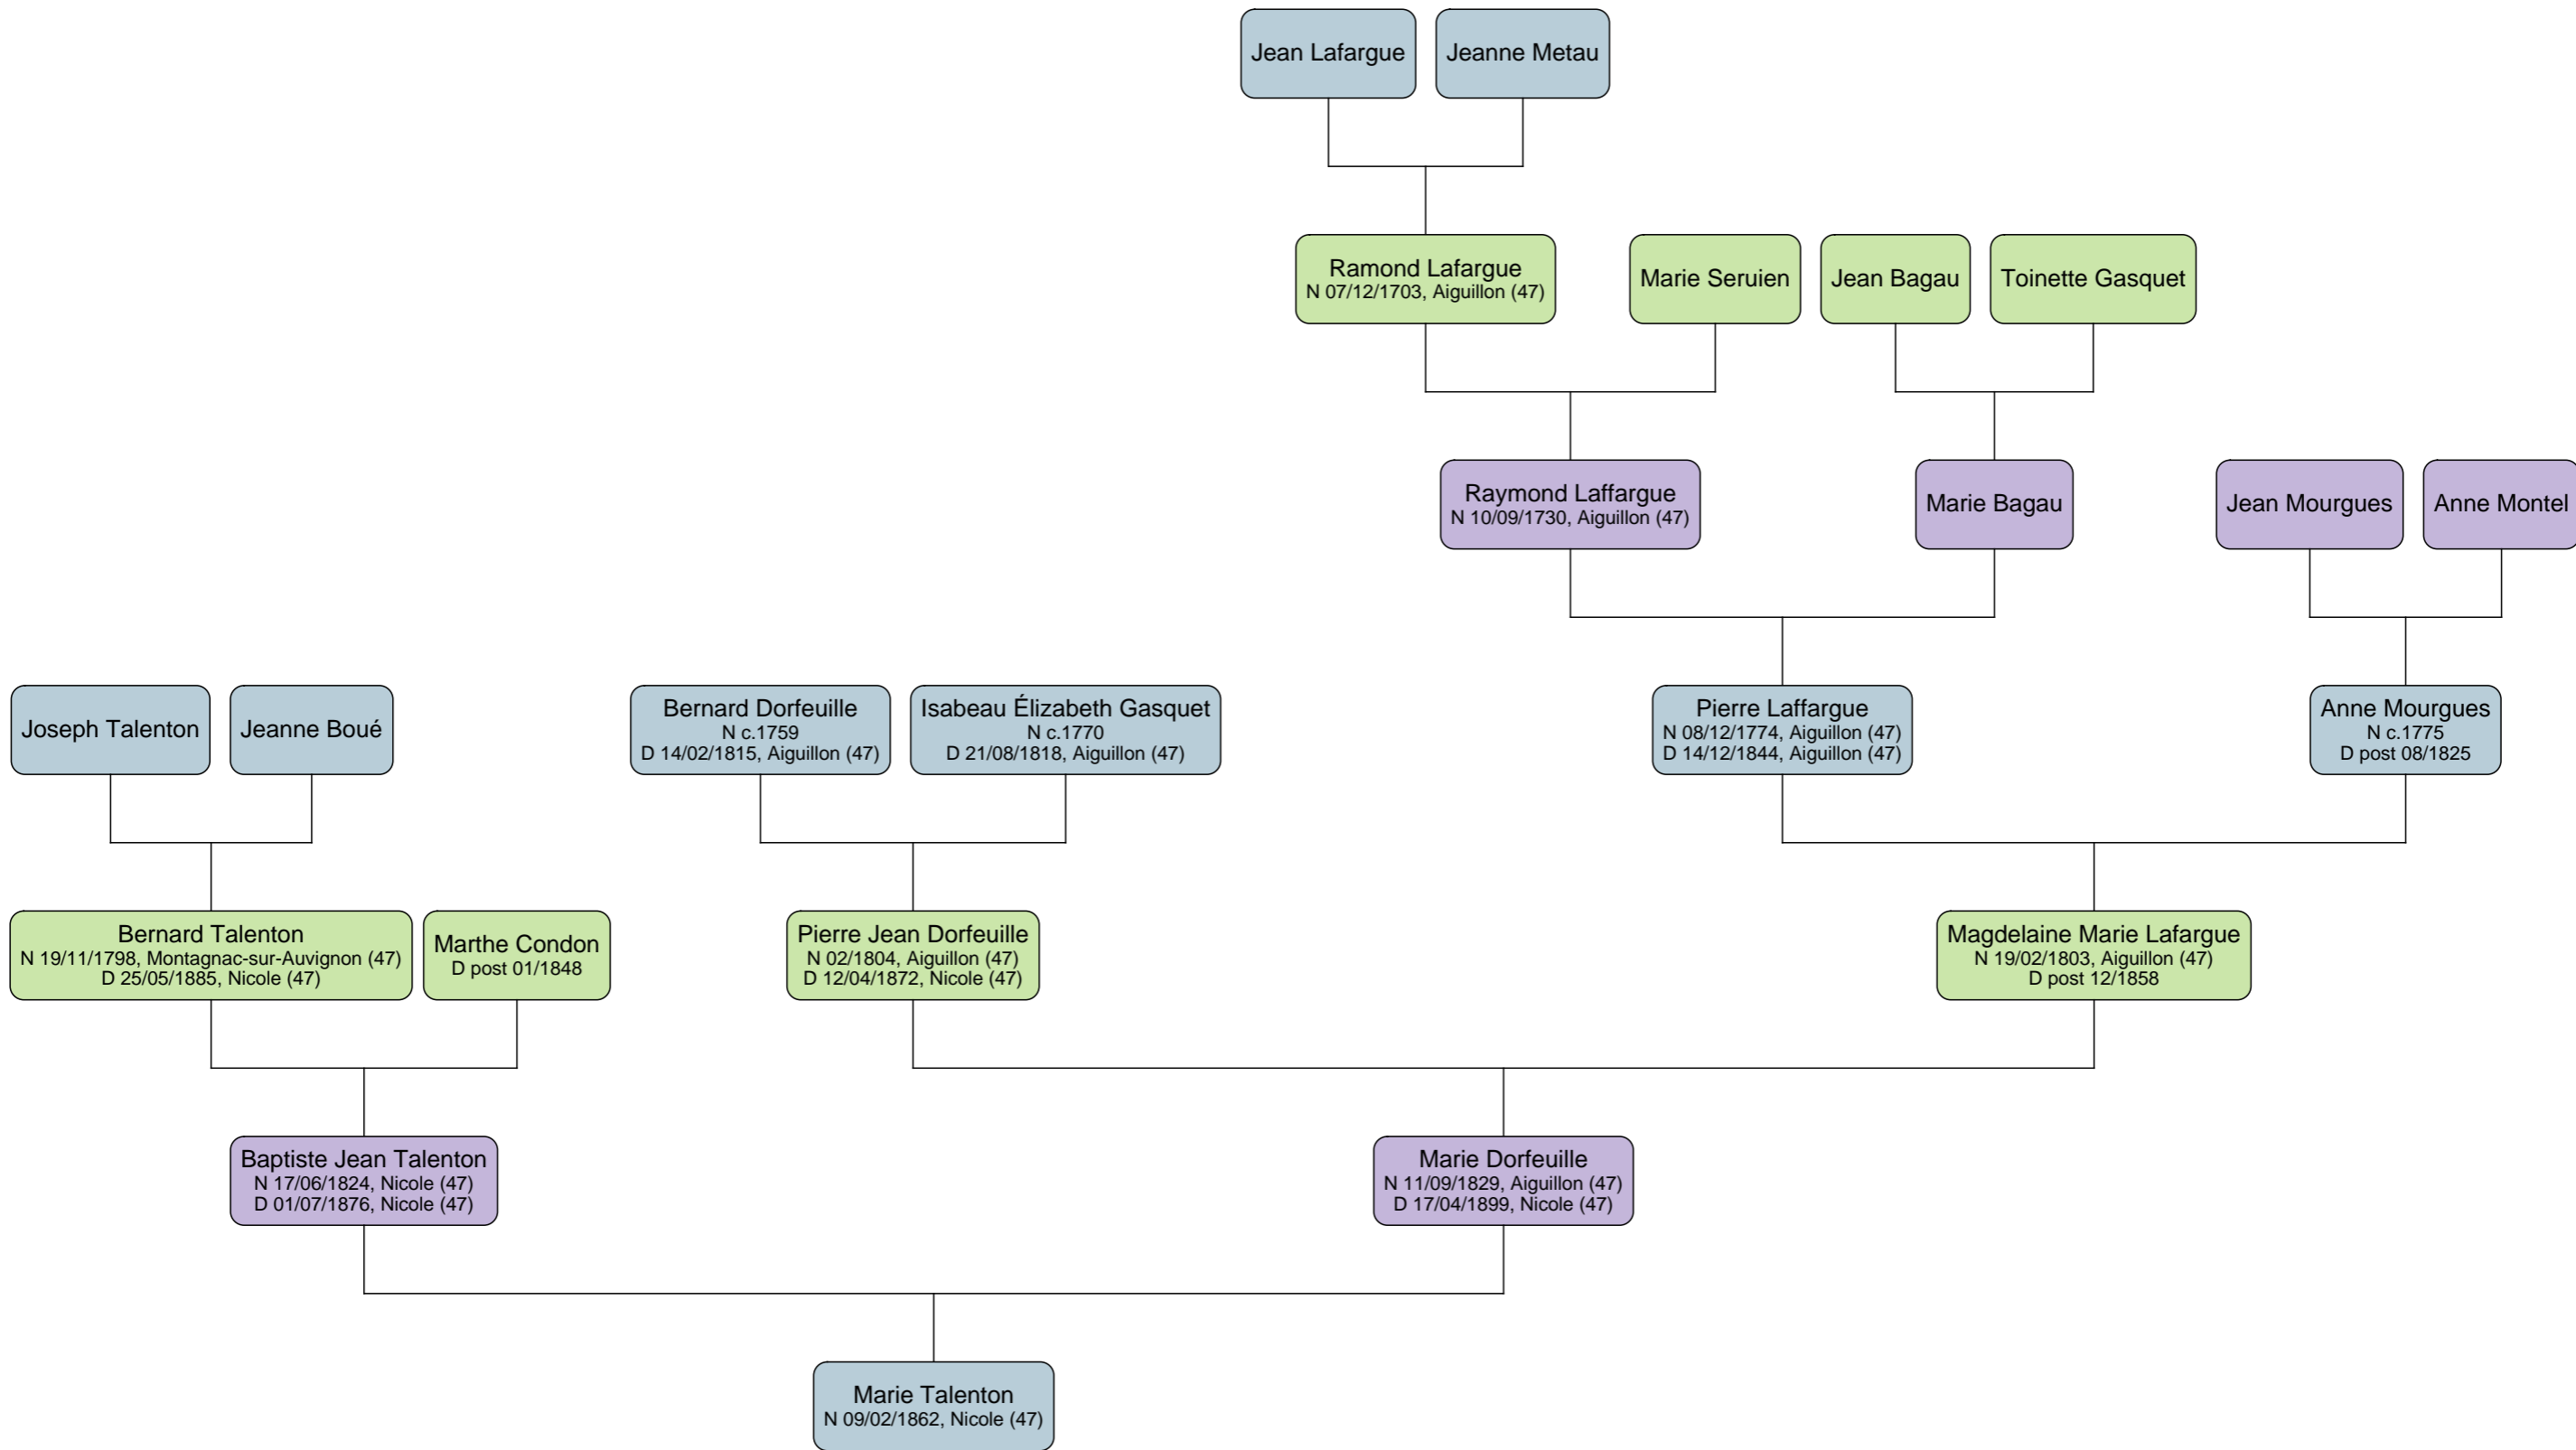 Jean Lafargue
Jeanne Metau
Ramond Lafargue
N 07/12/1703, Aiguillon (47)
Marie Seruien
Jean Bagau
Toinette Gasquet
Raymond Laffargue
N 10/09/1730, Aiguillon (47)
Marie Bagau
Jean Mourgues
Anne Montel
Joseph Talenton
Jeanne Boué
Bernard Dorfeuille
N c.1759
D 14/02/1815, Aiguillon (47)
Isabeau Élizabeth Gasquet
N c.1770
D 21/08/1818, Aiguillon (47)
Pierre Laffargue
N 08/12/1774, Aiguillon (47)
D 14/12/1844, Aiguillon (47)
Anne Mourgues
N c.1775
D post 08/1825
Bernard Talenton
N 19/11/1798, Montagnac-sur-Auvignon (47)
D 25/05/1885, Nicole (47)
Marthe Condon
D post 01/1848
Pierre Jean Dorfeuille
N 02/1804, Aiguillon (47)
D 12/04/1872, Nicole (47)
Magdelaine Marie Lafargue
N 19/02/1803, Aiguillon (47)
D post 12/1858
Baptiste Jean Talenton
N 17/06/1824, Nicole (47)
D 01/07/1876, Nicole (47)
Marie Dorfeuille
N 11/09/1829, Aiguillon (47)
D 17/04/1899, Nicole (47)
Marie Talenton
N 09/02/1862, Nicole (47)